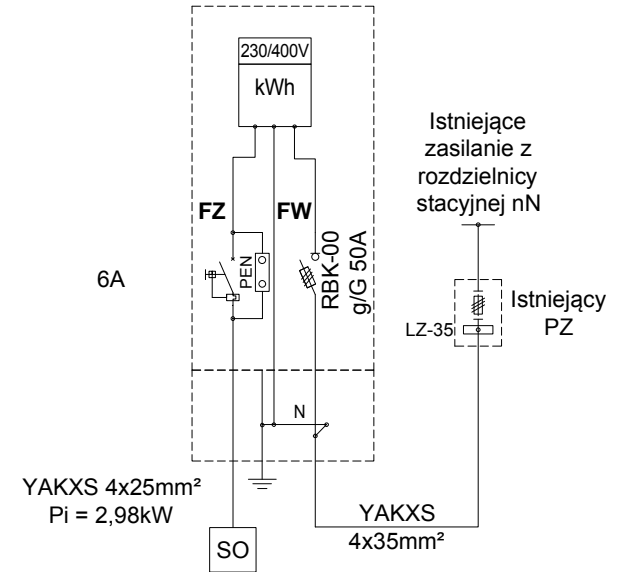 230/400V
kWh
Istniejące
zasilanie z
rozdzielnicy
stacyjnej nN
FZ
FW
6A
PEN
RBK-00
g/G 50A
Istniejący
PZ
LZ-35
N
YAKXS 4x25mm²
Pi = 2,98kW
YAKXS
4x35mm²
SO